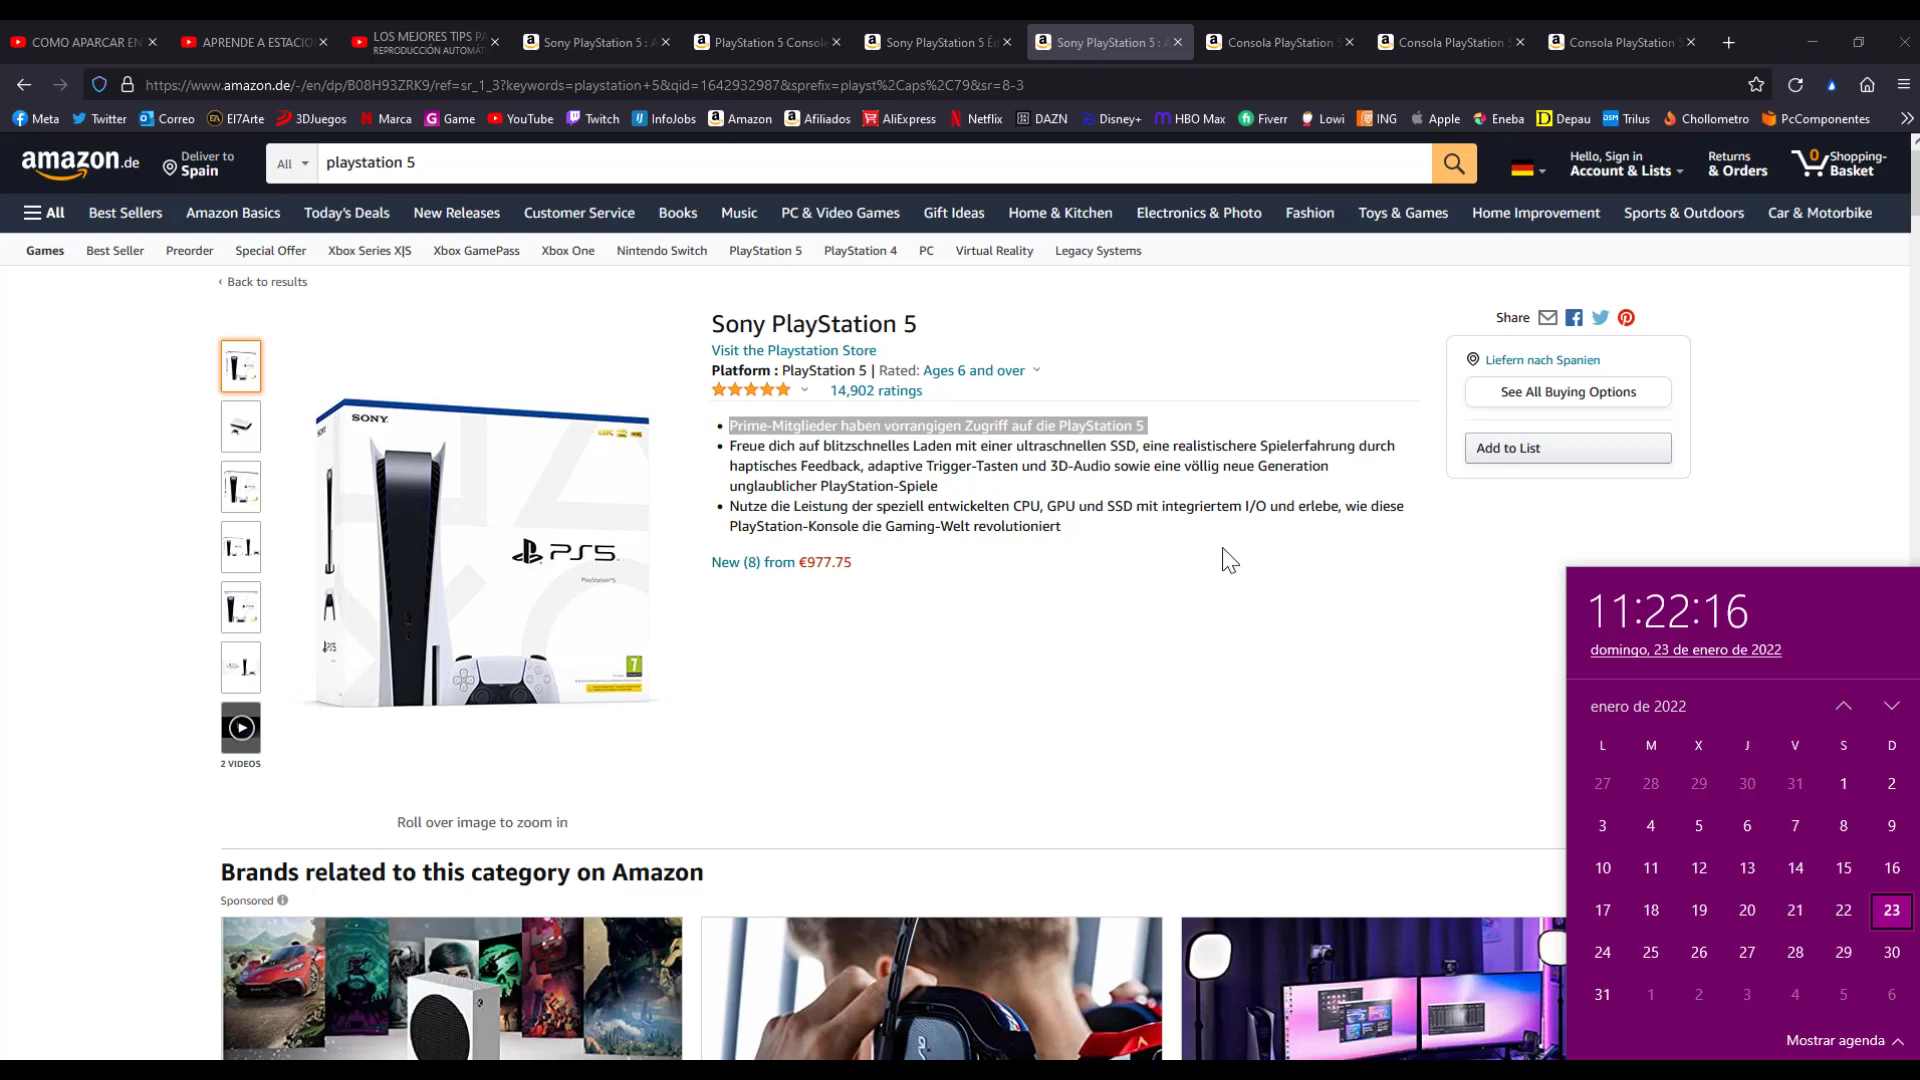 COMO APARCAR EN
APRENDE A ESTACIO
LOS MEJORES TIPS PA
REPRODUCCIÓN AUTOMÁT
Sony PlayStation 5 : A
PlayStation 5 Console
Sony PlayStation 5 Éd
Sony PlayStation 5 : A
Consola PlayStation 5
Consola PlayStation 5
Consola PlayStation 5
https://www.amazon.de/-/en/dp/B08H93ZRK9/ref=sr_1_3?keywords=playstation+5&qid=1642932987&sprefix=playst%2Caps%2C79&sr=8-3
Meta Twitter Correo El7Arte 3DJuegos Marca Game YouTube Twitch InfoJobs Amazon Afiliados AliExpress Netflix DAZN Disney+ HBO Max Fiverr Lowi ING Apple Eneba Depau Trilus Chollometro PcComponentes
amazon.de
Deliver to
Spain
All
playstation 5
Hello, Sign in
Account & Lists
Returns
& Orders
0
Shopping-
Basket
All Best Sellers Amazon Basics Today's Deals New Releases Customer Service Books Music PC & Video Games Gift Ideas Home & Kitchen Electronics & Photo Fashion Toys & Games Home Improvement Sports & Outdoors Car & Motorbike
Games Best Seller Preorder Special Offer Xbox Series X|S Xbox GamePass Xbox One Nintendo Switch PlayStation 5 PlayStation 4 PC Virtual Reality Legacy Systems
‹ Back to results
Sony PlayStation 5
Visit the Playstation Store
Platform : PlayStation 5 | Rated: Ages 6 and over
14,902 ratings
• Prime-Mitglieder haben vorrangigen Zugriff auf die PlayStation 5
• Freue dich auf blitzschnelles Laden mit einer ultraschnellen SSD, eine realistischere Spielerfahrung durch
haptisches Feedback, adaptive Trigger-Tasten und 3D-Audio sowie eine völlig neue Generation
unglaublicher PlayStation-Spiele
• Nutze die Leistung der speziell entwickelten CPU, GPU und SSD mit integriertem I/O und erlebe, wie diese
PlayStation-Konsole die Gaming-Welt revolutioniert
New (8) from €977.75
Share
Liefern nach Spanien
See All Buying Options
Add to List
SONY
SONY
4K
PS5
PlayStation®5
7
2 VIDEOS
Roll over image to zoom in
Brands related to this category on Amazon
Sponsored
11:22:16
domingo, 23 de enero de 2022
enero de 2022
L M X J V S D
27 28 29 30 31 1 2
3 4 5 6 7 8 9
10 11 12 13 14 15 16
17 18 19 20 21 22 23
24 25 26 27 28 29 30
31 1 2 3 4 5 6
Mostrar agenda